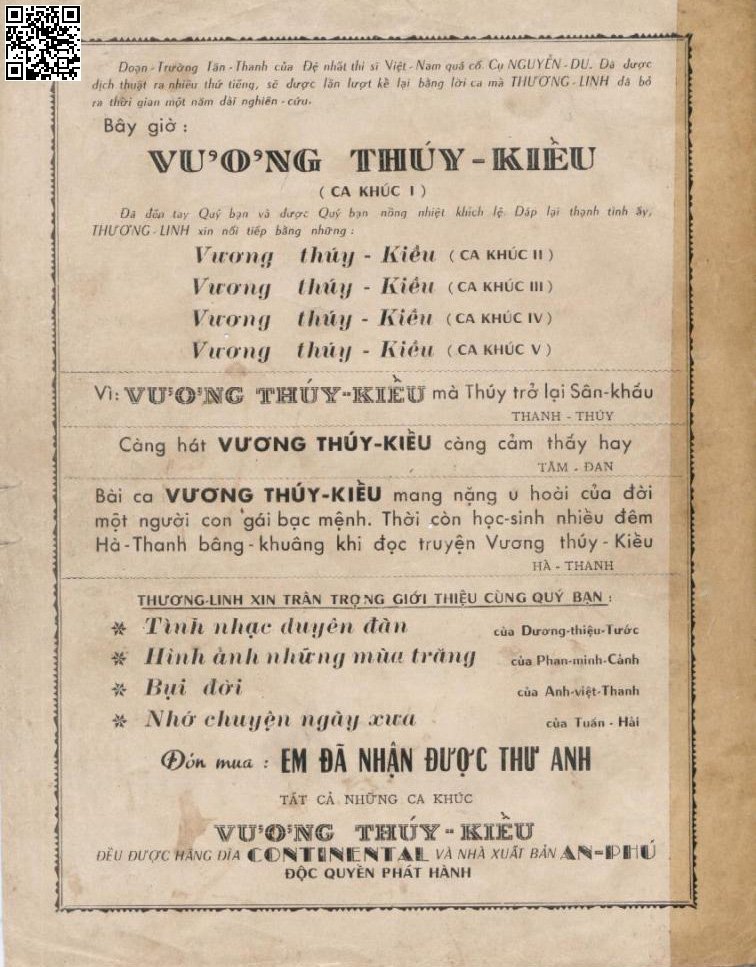 Đoạn-Trường Tân-Thanh của Đệ nhất thi sĩ Việt-Nam quá cố. Cụ NGUYỄN-DU. Đã được
dịch thuật ra nhiều thứ tiếng, sẽ được lần lượt kể lại bằng lời ca mà THƯƠNG-LINH đã bỏ
ra thời gian một năm dài nghiên-cứu.
Bây giờ :
VƯƠNG THÚY-KIỀU
( CA KHÚC I )
Đã đến tay Quý bạn và được Quý bạn nồng nhiệt khích lệ. Đáp lại thạnh tình ấy,
THƯƠNG-LINH xin nối tiếp bằng những :
Vương thúy - Kiều ( CA KHÚC II )
Vương thúy - Kiều ( CA KHÚC III )
Vương thúy - Kiều ( CA KHÚC IV )
Vương thúy - Kiều ( CA KHÚC V )
Vì: VƯƠNG THÚY-KIỀU mà Thúy trở lại Sân-khấu
THANH - THÚY
Càng hát VƯƠNG THÚY-KIỀU càng cảm thấy hay
TÂM - ĐAN
Bài ca VƯƠNG THÚY-KIỀU mang nặng u hoài của đời
một người con gái bạc mệnh. Thời còn học-sinh nhiều đêm
Hà-Thanh bâng-khuâng khi đọc truyện Vương thúy-Kiều
HÀ - THANH
THƯƠNG-LINH XIN TRÂN TRỌNG GIỚI THIỆU CÙNG QUÝ BẠN :
* Tình nhạc duyên đàn của Dương-thiệu-Tước
* Hình ảnh những mùa trăng của Phan-minh-Cảnh
* Bụi đời của Anh-việt-Thanh
* Nhớ chuyện ngày xưa của Tuấn - Hải
Đón mua : EM ĐÃ NHẬN ĐƯỢC THƯ ANH
TẤT CẢ NHỮNG CA KHÚC
VƯƠNG THÚY-KIỀU
ĐỀU ĐƯỢC HÃNG DĨA CONTINENTAL VÀ NHÀ XUẤT BẢN AN-PHÚ
ĐỘC QUYỀN PHÁT HÀNH